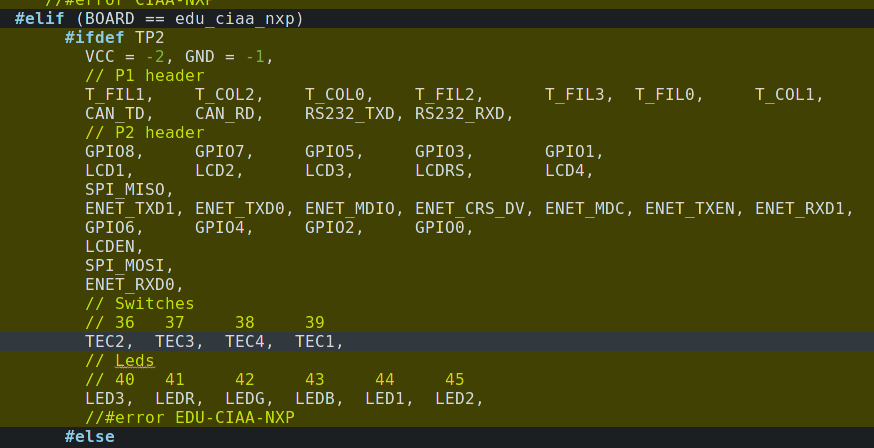 //#error CIAA-NXP
#elif (BOARD == edu_ciaa_nxp)
#ifdef TP2
VCC = -2, GND = -1,
// P1 header
T_FIL1, T_COL2, T_COL0, T_FIL2, T_FIL3, T_FIL0, T_COL1,
CAN_TD, CAN_RD, RS232_TXD, RS232_RXD,
// P2 header
GPIO8, GPIO7, GPIO5, GPIO3, GPIO1,
LCD1, LCD2, LCD3, LCDRS, LCD4,
SPI_MISO,
ENET_TXD1, ENET_TXD0, ENET_MDIO, ENET_CRS_DV, ENET_MDC, ENET_TXEN, ENET_RXD1,
GPIO6, GPIO4, GPIO2, GPIO0,
LCDEN,
SPI_MOSI,
ENET_RXD0,
// Switches
// 36 37 38 39
TEC2, TEC3, TEC4, TEC1,
// Leds
// 40 41 42 43 44 45
LED3, LEDR, LEDG, LEDB, LED1, LED2,
//#error EDU-CIAA-NXP
#else